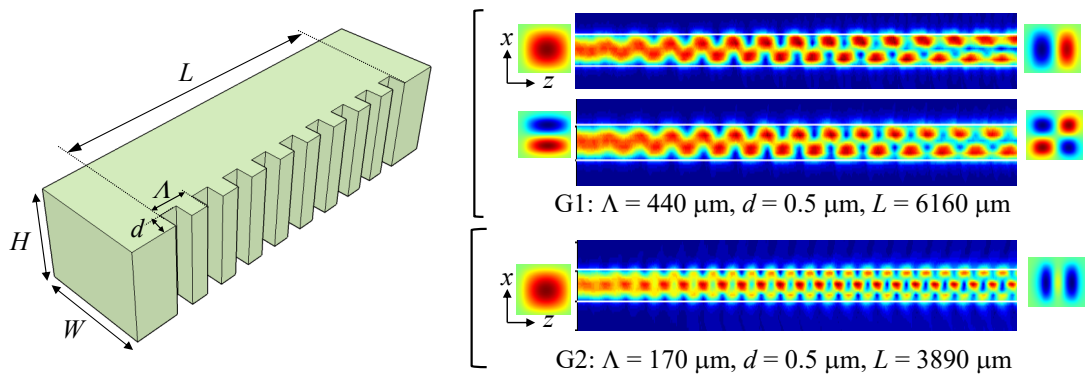 L
Λ
d
H
W
x
z
G1: Λ = 440 μm, d = 0.5 μm, L = 6160 μm
x
z
G2: Λ = 170 μm, d = 0.5 μm, L = 3890 μm